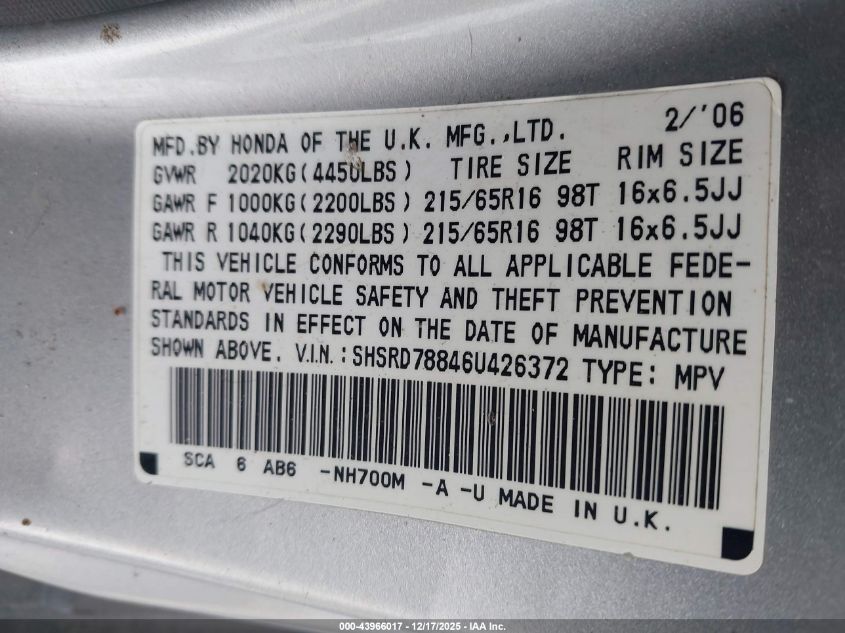 MFD.BY HONDA OF THE U.K. MFG.,LTD. 2/'06
GVWR 2020KG(4450LBS) TIRE SIZE RIM SIZE
GAWR F 1000KG(2200LBS) 215/65R16 98T 16x6.5JJ
GAWR R 1040KG(2290LBS) 215/65R16 98T 16x6.5JJ
THIS VEHICLE CONFORMS TO ALL APPLICABLE FEDE-
RAL MOTOR VEHICLE SAFETY AND THEFT PREVENTION
STANDARDS IN EFFECT ON THE DATE OF MANUFACTURE
SHOWN ABOVE. V.I.N.:SHSRD78846U426372 TYPE: MPV
SCA 6 AB6 -NH700M -A -U MADE IN U.K.
000-43966017 - 12/17/2025 - IAA Inc.